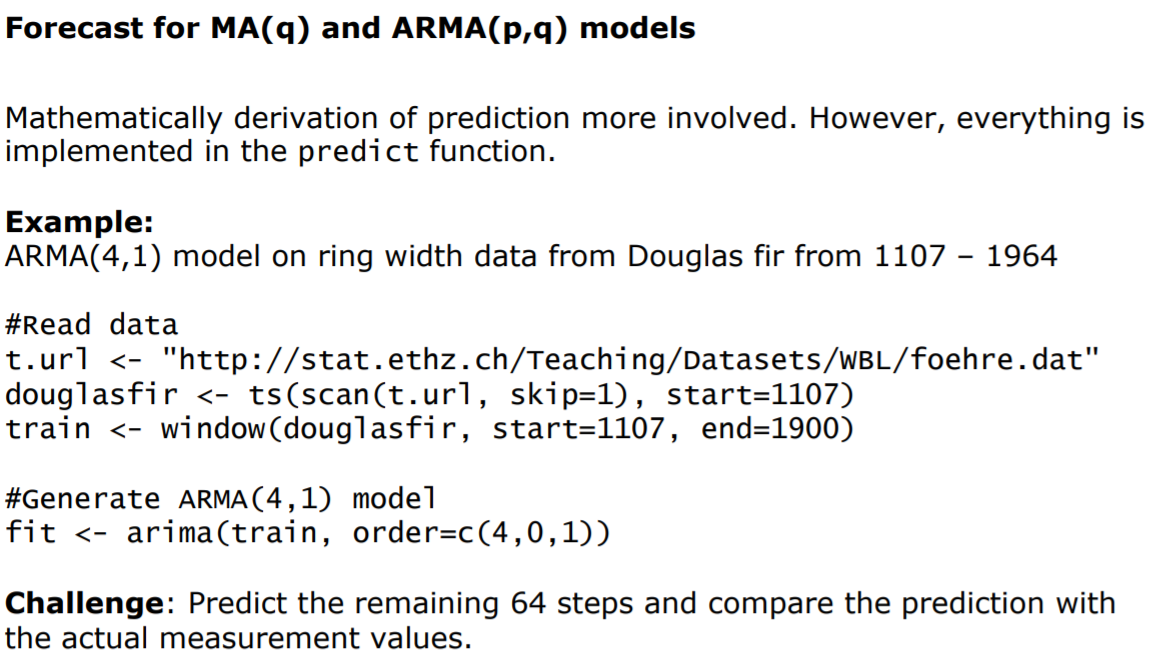 Forecast for MA(q) and ARMA(p,q) models
Mathematically derivation of prediction more involved. However, everything is
implemented in the predict function.
Example:
ARMA(4,1) model on ring width data from Douglas fir from 1107 – 1964
#Read data
t.url <- "http://stat.ethz.ch/Teaching/Datasets/WBL/foehre.dat"
douglasfir <- ts(scan(t.url, skip=1), start=1107)
train <- window(douglasfir, start=1107, end=1900)
#Generate ARMA(4,1) model
fit <- arima(train, order=c(4,0,1))
Challenge: Predict the remaining 64 steps and compare the prediction with
the actual measurement values.